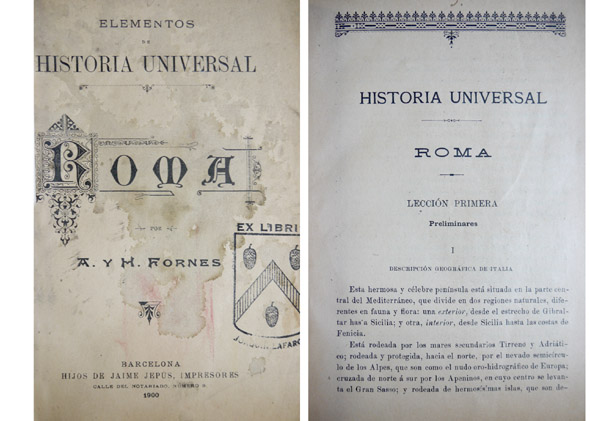 ELEMENTOS
DE
HISTORIA UNIVERSAL
ROMA
POR
A. Y H. FORNES
EX LIBRI
BARCELONA
HIJOS DE JAIME JEPÚS, IMPRESORES
CALLE DEL NOTARIADO, NÚMERO 9
1900
HISTORIA UNIVERSAL
ROMA
LECCIÓN PRIMERA
Preliminares
I
DESCRIPCIÓN GEOGRÁFICA DE ITALIA
Esta hermosa y célebre península está situada en la parte cen-
tral del Mediterráneo, que divide en dos regiones naturales, dife-
rentes en fauna y flora: una exterior, desde el estrecho de Gibral-
tar has'a Sicilia; y otra, interior, desde Sicilia hasta las costas de
Fenicia.
Está rodeada por los mares secundarios Tirreno y Adriáti-
co; rodeada y protegida, hacia el norte, por el nevado semicírcu-
lo de los Alpes, que son como el nudo oro-hidrográfico de Europa;
cruzada de norte á sur por los Apeninos, en cuyo centro se levan-
ta el Gran Sasso; y rodeada de hermos's'mas islas, que son de-